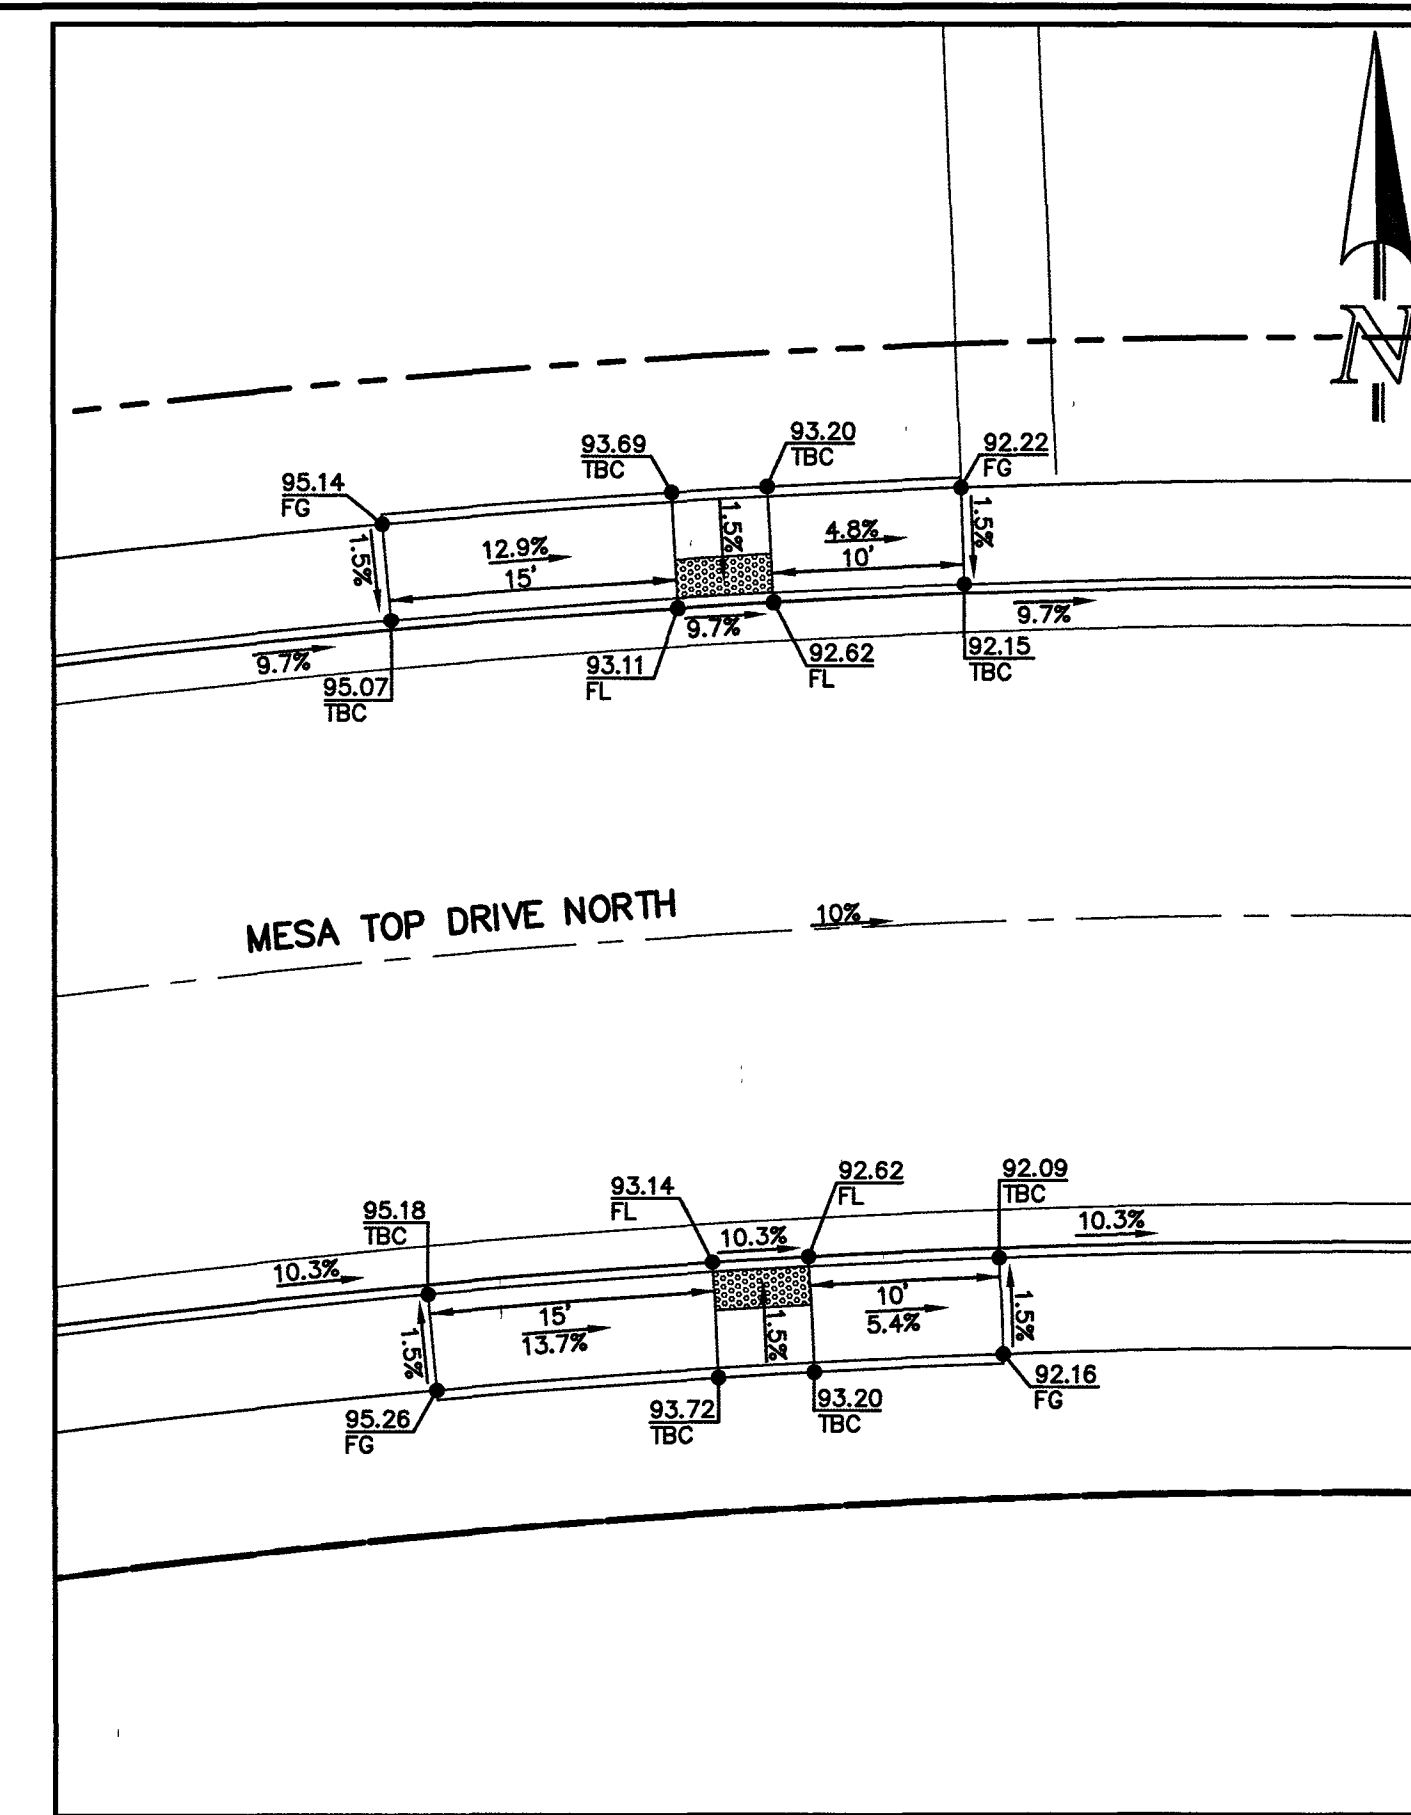 N
93.69
TBC
93.20
TBC
92.22
FG
95.14
FG
1.5%
12.9%
15'
1.5%
4.8%
10'
1.5%
9.7%
9.7%
9.7%
95.07
TBC
93.11
FL
92.62
FL
92.15
TBC
MESA TOP DRIVE NORTH
10%
95.18
TBC
93.14
FL
92.62
FL
92.09
TBC
10.3%
10.3%
10.3%
1.5%
15'
13.7%
1.5%
10'
5.4%
1.5%
95.26
FG
93.72
TBC
93.20
TBC
92.16
FG